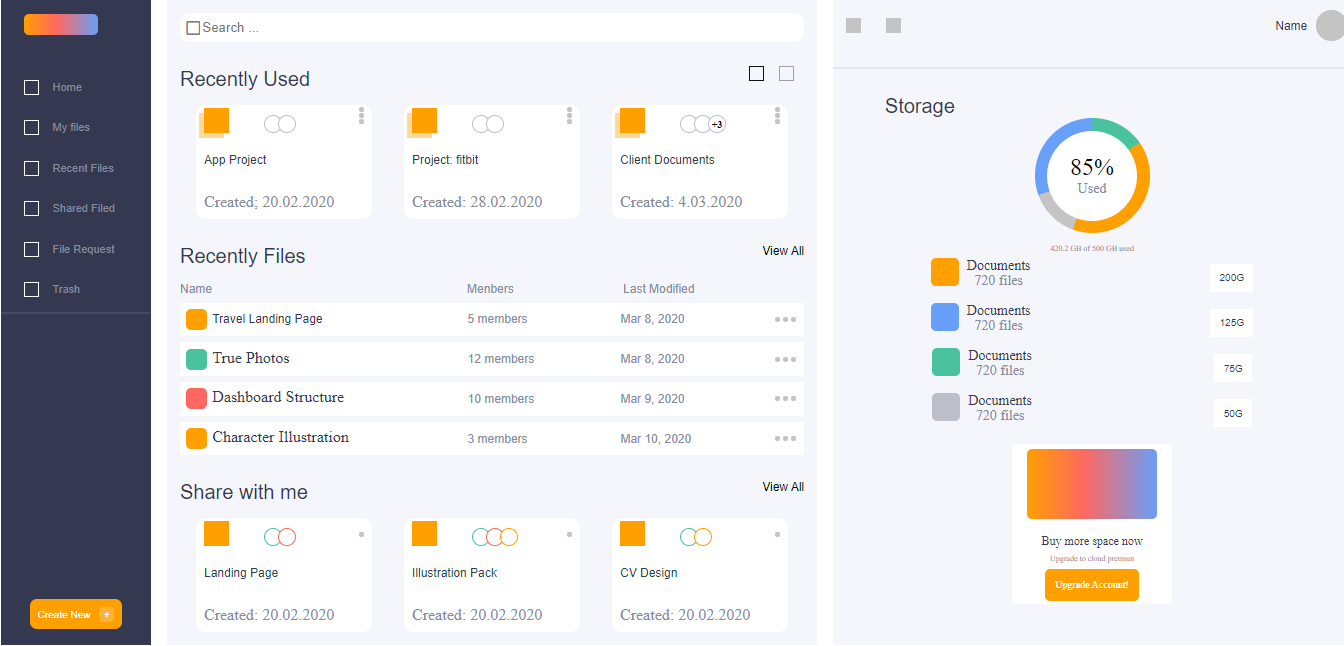 Home
My files
Recent Files
Shared Filed
File Request
Trash
Create New +
Search ...
Recently Used
App Project
Created; 20.02.2020
Project: fitbit
Created: 28.02.2020
+3
Client Documents
Created: 4.03.2020
Recently Files
View All
Name Menbers Last Modified
Travel Landing Page 5 members Mar 8, 2020
True Photos 12 members Mar 8, 2020
Dashboard Structure 10 members Mar 9, 2020
Character Illustration 3 members Mar 10, 2020
Share with me
View All
Landing Page
Created: 20.02.2020
Illustration Pack
Created: 20.02.2020
CV Design
Created: 20.02.2020
Name
Storage
85%
Used
420.2 GB of 500 GB used
Documents
720 files
200G
Documents
720 files
125G
Documents
720 files
75G
Documents
720 files
50G
Buy more space now
Upgrade to cloud premiun
Upgrade Account!